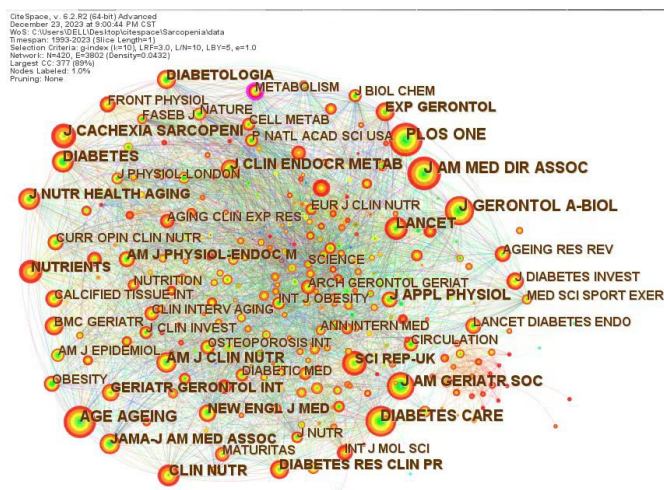 CiteSpace, v. 6.2.R2 (64-bit) Advanced
December 23, 2023 at 9:00:44 PM CST
WoS: C:\Users\DELL\Desktop\citespace\Sarcopenia\data
Timespan: 1993-2023 (Slice Length=1)
Selection Criteria: g-index (k=10), LRF=3.0, L/N=10, LBY=5, e=1.0
Network: N=420, E=3802 (Density=0.0432)
Largest CC: 377 (89%)
Nodes Labeled: 1.0%
Pruning: None
DIABETOLOGIA
METABOLISM
J BIOL CHEM
FRONT PHYSIOL
EXP GERONTOL
FASEB J
NATURE
CELL METAB
J CACHEXIA SARCOPENI
P NATL ACAD SCI USA
PLOS ONE
DIABETES
J CLIN ENDOCR METAB
J AM MED DIR ASSOC
J PHYSIOL-LONDON
J NUTR HEALTH AGING
EUR J CLIN NUTR
J GERONTOL A-BIOL
AGING CLIN EXP RES
LANCET
CURR OPIN CLIN NUTR
AM J PHYSIOL-ENDOC M
SCIENCE
AGEING RES REV
NUTRIENTS
NUTRITION
ARCH GERONTOL GERIAT
J DIABETES INVEST
CALCIFIED TISSUE INT
INT J OBESITY
J APPL PHYSIOL
MED SCI SPORT EXER
CLIN INTERV AGING
BMC GERIATR
J CLIN INVEST
ANN INTERN MED
LANCET DIABETES ENDO
AM J EPIDEMIOL
OSTEOPOROSIS INT
CIRCULATION
AM J CLIN NUTR
SCI REP-UK
OBESITY
DIABETIC MED
GERIATR GERONTOL INT
J AM GERIATR SOC
AGE AGEING
NEW ENGL J MED
DIABETES CARE
JAMA-J AM MED ASSOC
J NUTR
MATURITAS
INT J MOL SCI
CLIN NUTR
DIABETES RES CLIN PR